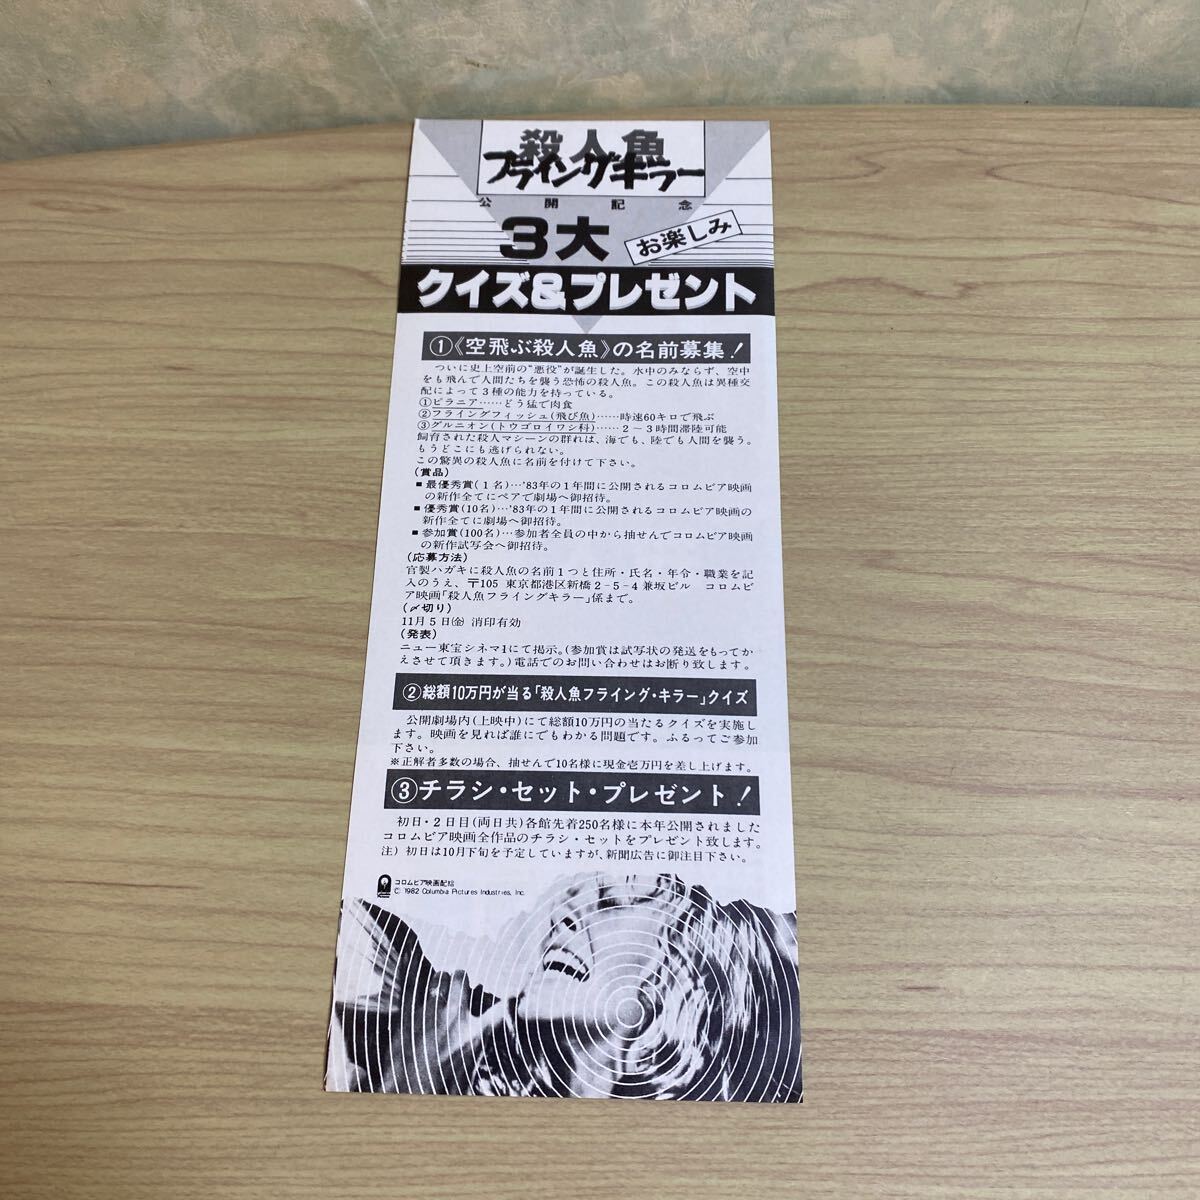 殺人魚
フライングキラー
公開記念
3大
お楽しみ
クイズ&プレゼント
①《空飛ぶ殺人魚》の名前募集!
ついに史上空前の“悪役”が誕生した。水中のみならず、空中
をも飛んで人間たちを襲う恐怖の殺人魚。この殺人魚は異種交
配によって3種の能力を持っている。
①ピラニア……どう猛で肉食
②フライングフィッシュ(飛び魚)……時速60キロで飛ぶ
③グルニオン(トウゴロイワシ科)……2〜3時間滞陸可能
飼育された殺人マシーンの群れは、海でも、陸でも人間を襲う。
もうどこにも逃げられない。
この驚異の殺人魚に名前を付けて下さい。
(賞品)
■最優秀賞(1名)…'83年の1年間に公開されるコロムビア映画
の新作全てにペアで劇場へ御招待。
■優秀賞(10名)…'83年の1年間に公開されるコロムビア映画の
新作全てに劇場へ御招待。
■参加賞(100名)…参加者全員の中から抽せんでコロムビア映画
の新作試写会へ御招待。
(応募方法)
官製ハガキに殺人魚の名前1つと住所・氏名・年令・職業を記
入のうえ、〒105 東京都港区新橋2-5-4兼坂ビル コロムビ
ア映画「殺人魚フライングキラー」係まで。
(〆切り)
11月5日㈮ 消印有効
(発表)
ニュー東宝シネマ1にて掲示。(参加賞は試写状の発送をもってか
えさせて頂きます。)電話でのお問い合わせはお断り致します。
②総額10万円が当る「殺人魚フライング・キラー」クイズ
公開劇場内(上映中)にて総額10万円の当たるクイズを実施し
ます。映画を見れば誰にでもわかる問題です。ふるってご参加
下さい。
※正解者多数の場合、抽せんで10名様に現金壱万円を差し上げます。
③チラシ・セット・プレゼント!
初日・2日目(両日共)各館先着250名様に本年公開されました
コロムビア映画全作品のチラシ・セットをプレゼント致します。
注) 初日は10月下旬を予定していますが、新聞広告に御注目下さい。
コロムビア映画配給
© 1982 Columbia Pictures Industries, Inc.